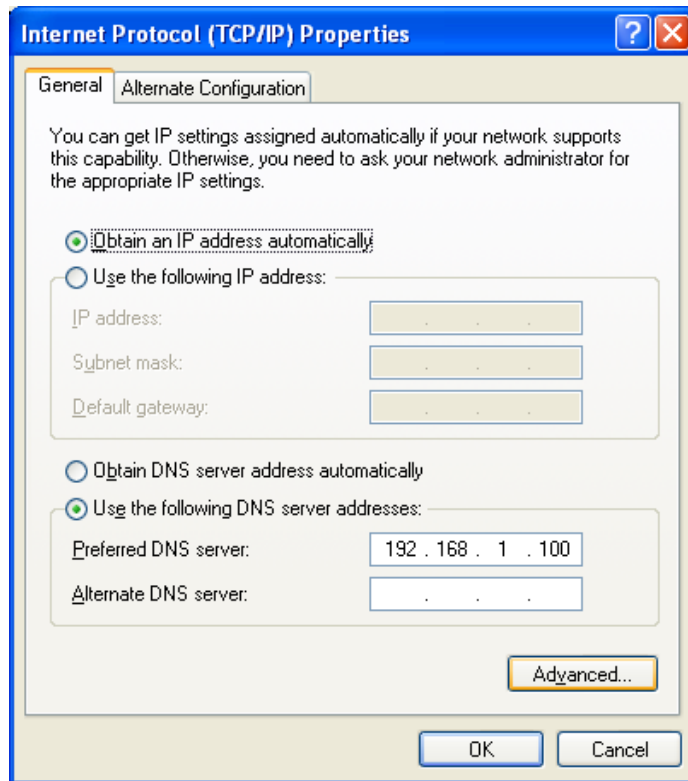 Internet Protocol (TCP/IP) Properties
General
Alternate Configuration
You can get IP settings assigned automatically if your network supports
this capability. Otherwise, you need to ask your network administrator for
the appropriate IP settings.
Obtain an IP address automatically
Use the following IP address:
IP address:
Subnet mask:
Default gateway:
Obtain DNS server address automatically
Use the following DNS server addresses:
Preferred DNS server: 192 . 168 . 1 . 100
Alternate DNS server:
Advanced...
OK Cancel